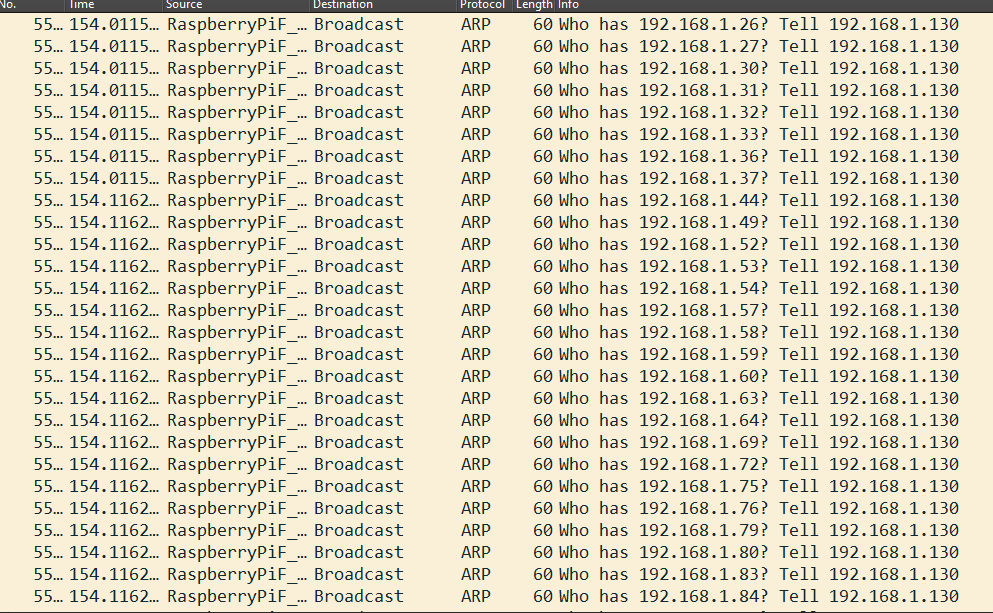 No. Time Source Destination Protocol Length Info
55… 154.0115… RaspberryPiF_… Broadcast ARP 60 Who has 192.168.1.26? Tell 192.168.1.130
55… 154.0115… RaspberryPiF_… Broadcast ARP 60 Who has 192.168.1.27? Tell 192.168.1.130
55… 154.0115… RaspberryPiF_… Broadcast ARP 60 Who has 192.168.1.30? Tell 192.168.1.130
55… 154.0115… RaspberryPiF_… Broadcast ARP 60 Who has 192.168.1.31? Tell 192.168.1.130
55… 154.0115… RaspberryPiF_… Broadcast ARP 60 Who has 192.168.1.32? Tell 192.168.1.130
55… 154.0115… RaspberryPiF_… Broadcast ARP 60 Who has 192.168.1.33? Tell 192.168.1.130
55… 154.0115… RaspberryPiF_… Broadcast ARP 60 Who has 192.168.1.36? Tell 192.168.1.130
55… 154.0115… RaspberryPiF_… Broadcast ARP 60 Who has 192.168.1.37? Tell 192.168.1.130
55… 154.1162… RaspberryPiF_… Broadcast ARP 60 Who has 192.168.1.44? Tell 192.168.1.130
55… 154.1162… RaspberryPiF_… Broadcast ARP 60 Who has 192.168.1.49? Tell 192.168.1.130
55… 154.1162… RaspberryPiF_… Broadcast ARP 60 Who has 192.168.1.52? Tell 192.168.1.130
55… 154.1162… RaspberryPiF_… Broadcast ARP 60 Who has 192.168.1.53? Tell 192.168.1.130
55… 154.1162… RaspberryPiF_… Broadcast ARP 60 Who has 192.168.1.54? Tell 192.168.1.130
55… 154.1162… RaspberryPiF_… Broadcast ARP 60 Who has 192.168.1.57? Tell 192.168.1.130
55… 154.1162… RaspberryPiF_… Broadcast ARP 60 Who has 192.168.1.58? Tell 192.168.1.130
55… 154.1162… RaspberryPiF_… Broadcast ARP 60 Who has 192.168.1.59? Tell 192.168.1.130
55… 154.1162… RaspberryPiF_… Broadcast ARP 60 Who has 192.168.1.60? Tell 192.168.1.130
55… 154.1162… RaspberryPiF_… Broadcast ARP 60 Who has 192.168.1.63? Tell 192.168.1.130
55… 154.1162… RaspberryPiF_… Broadcast ARP 60 Who has 192.168.1.64? Tell 192.168.1.130
55… 154.1162… RaspberryPiF_… Broadcast ARP 60 Who has 192.168.1.69? Tell 192.168.1.130
55… 154.1162… RaspberryPiF_… Broadcast ARP 60 Who has 192.168.1.72? Tell 192.168.1.130
55… 154.1162… RaspberryPiF_… Broadcast ARP 60 Who has 192.168.1.75? Tell 192.168.1.130
55… 154.1162… RaspberryPiF_… Broadcast ARP 60 Who has 192.168.1.76? Tell 192.168.1.130
55… 154.1162… RaspberryPiF_… Broadcast ARP 60 Who has 192.168.1.79? Tell 192.168.1.130
55… 154.1162… RaspberryPiF_… Broadcast ARP 60 Who has 192.168.1.80? Tell 192.168.1.130
55… 154.1162… RaspberryPiF_… Broadcast ARP 60 Who has 192.168.1.83? Tell 192.168.1.130
55… 154.1162… RaspberryPiF_… Broadcast ARP 60 Who has 192.168.1.84? Tell 192.168.1.130